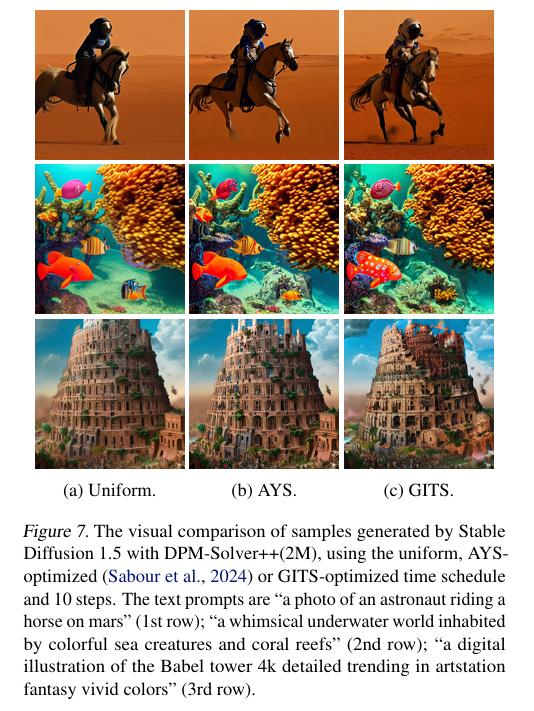 (a) Uniform.
(b) AYS.
(c) GITS.
Figure 7. The visual comparison of samples generated by Stable
Diffusion 1.5 with DPM-Solver++(2M), using the uniform, AYS-
optimized (Sabour et al., 2024) or GITS-optimized time schedule
and 10 steps. The text prompts are “a photo of an astronaut riding a
horse on mars” (1st row); “a whimsical underwater world inhabited
by colorful sea creatures and coral reefs” (2nd row); “a digital
illustration of the Babel tower 4k detailed trending in artstation
fantasy vivid colors” (3rd row).